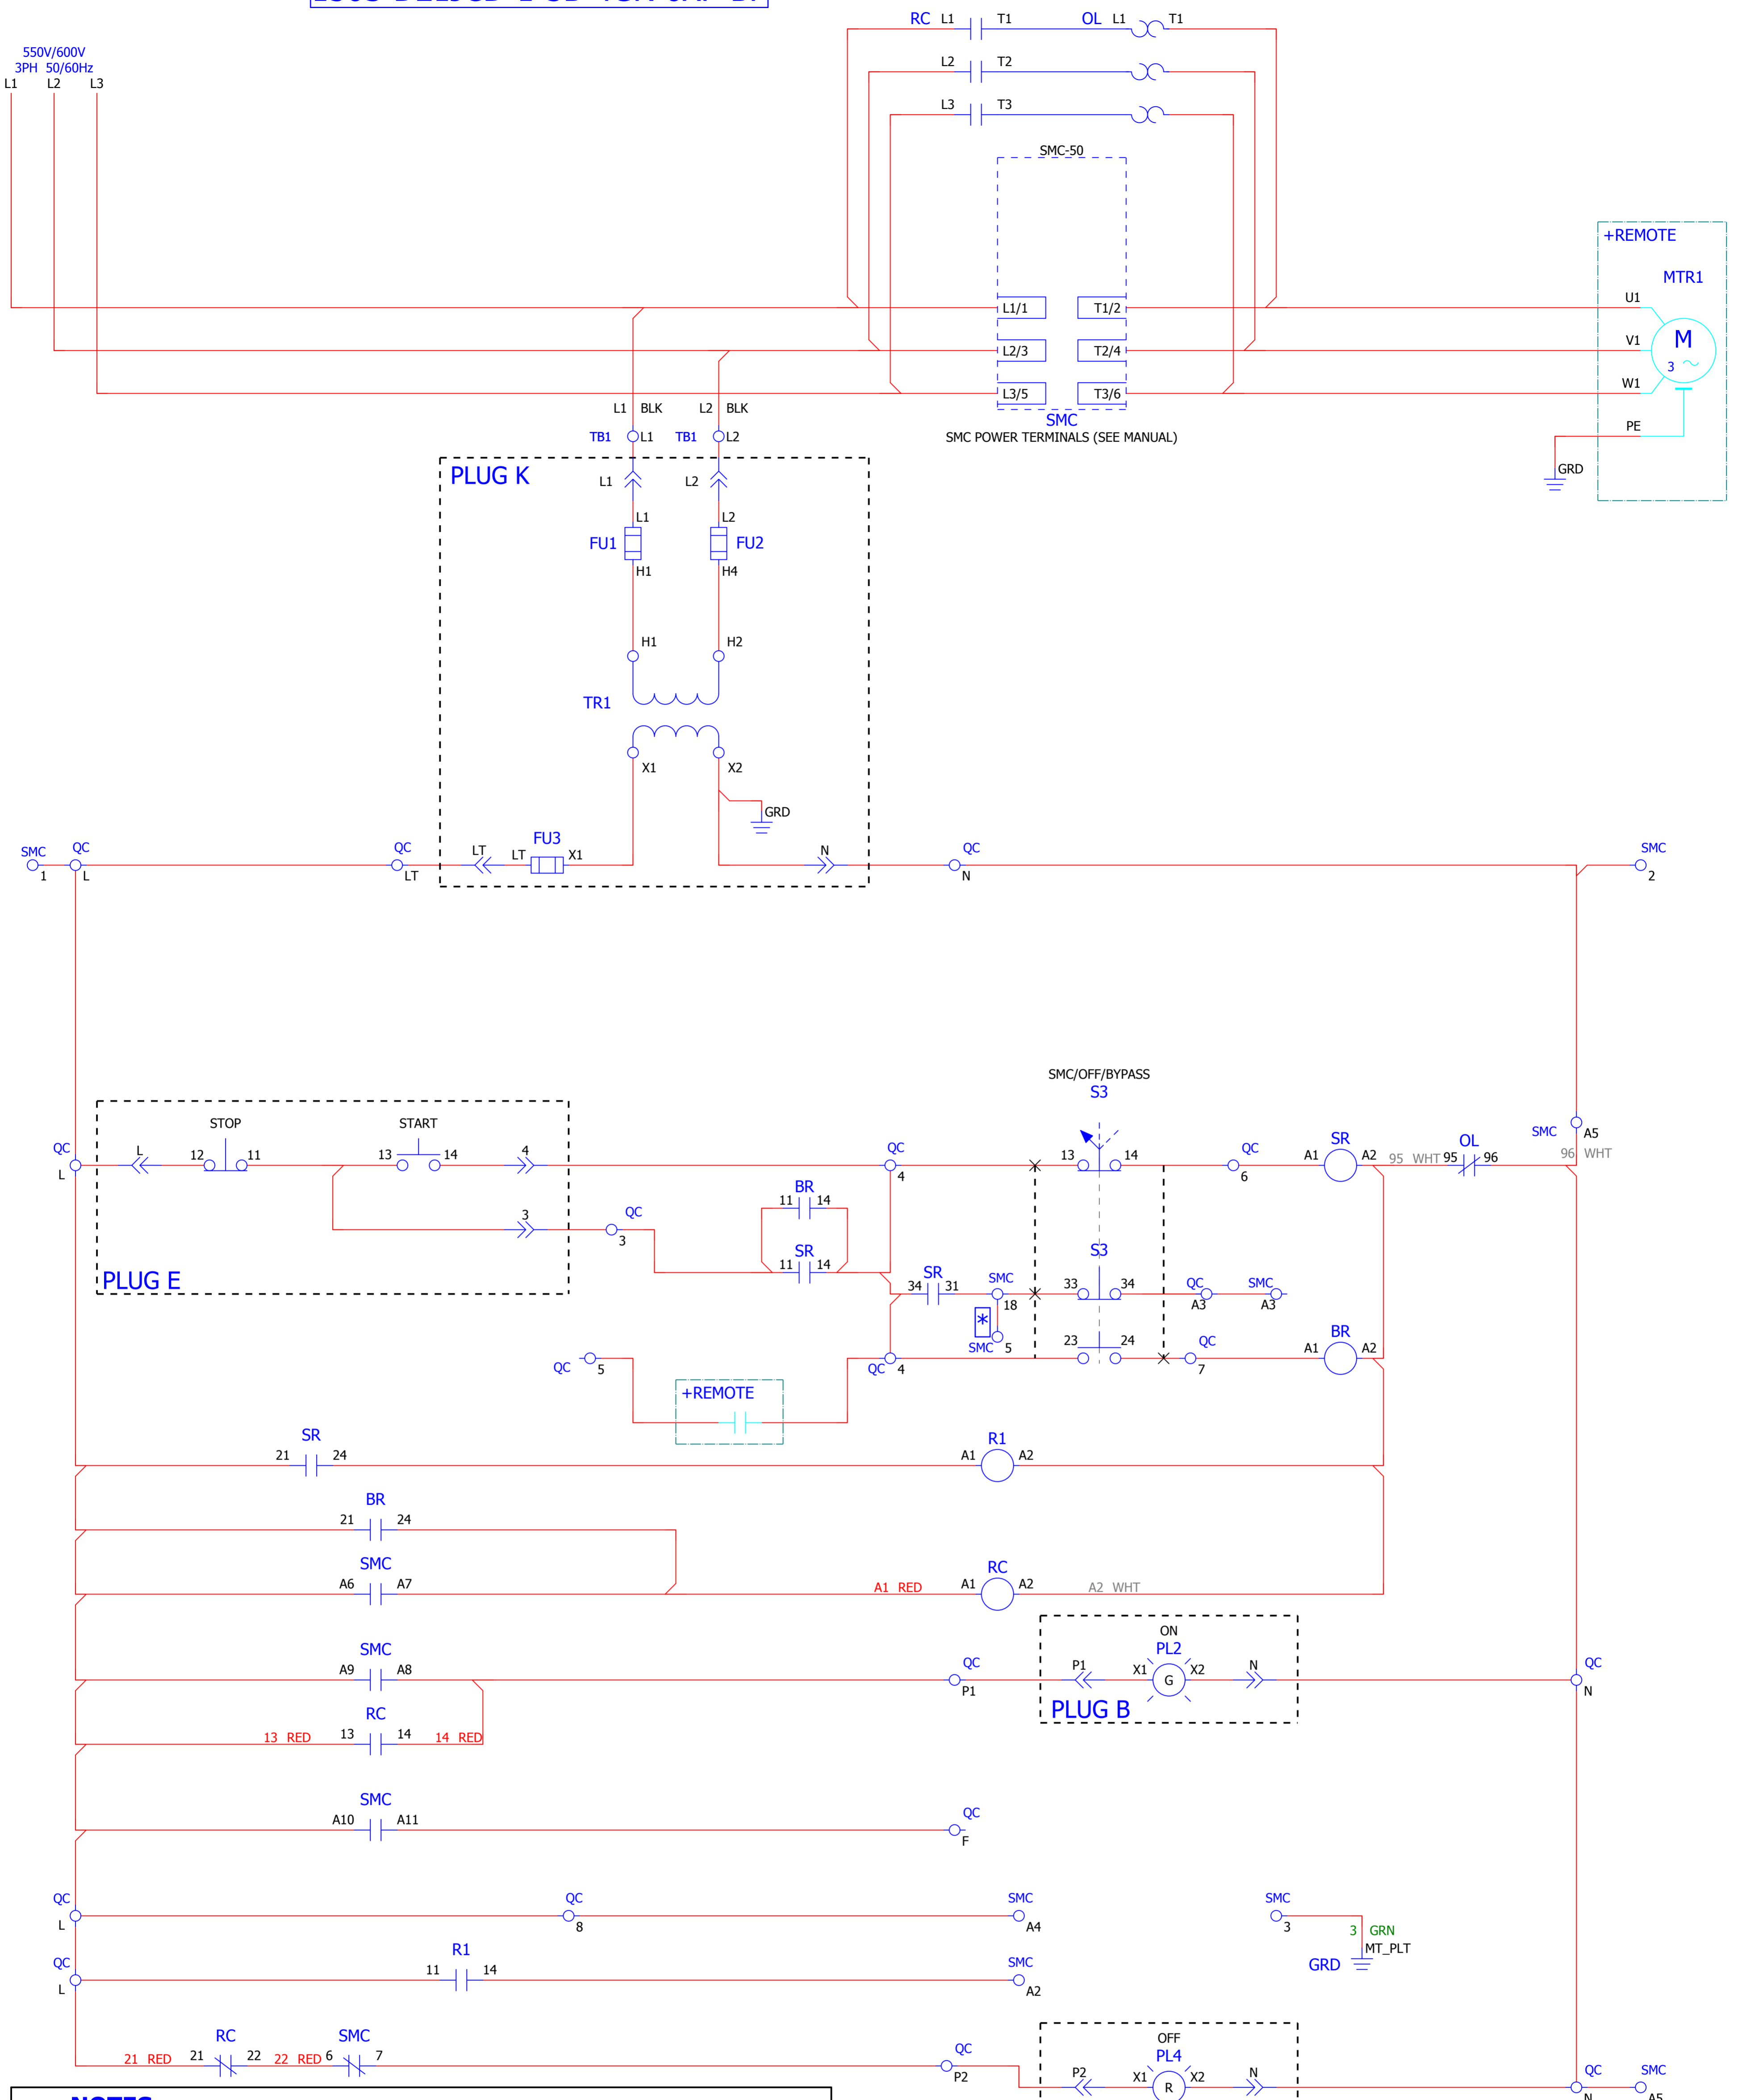 RC L1 T1 OL L1 T1
550V/600V
3PH 50/60Hz
L1 L2 L3
L2 T2
L3 T3
SMC-50
+REMOTE
MTR1
L1/1 T1/2 U1
L2/3 T2/4 V1 M
3
L3/5 T3/6 W1
L1 BLK L2 BLK
SMC
PE
TB1 L1 TB1 L2
SMC POWER TERMINALS (SEE MANUAL)
GRD
PLUG K
L1 L2
L1 L2
FU1 FU2
H1 H4
H1 H2
TR1
X1 X2
GRD
SMC QC QC LT FU3 N QC SMC
LT X1
1 L LT N 2
SMC/OFF/BYPASS
S3
STOP START
SMC A5
QC L 12 11 13 14 4 QC 13 14 QC SR OL
A1 A2 95 WHT 95 96 96 WHT
L 4 6
BR
11 14
3 QC
3
SR S3
11 14
PLUG E
SR SMC
34 31 33 34 QC SMC
18 A3 A3
*
SMC 5 23 24 QC BR
A1 A2
QC 5 QC 4 7
+REMOTE
SR R1
21 24 A1 A2
BR
21 24
SMC RC
A6 A7 A1 RED A1 A2 A2 WHT
ON
SMC QC PL2 QC
A9 A8 P1 X1 X2 N
P1 G N
PLUG B
RC
13 RED 13 14 14 RED
SMC
A10 A11 QC
F
QC QC SMC SMC
L 8 A4 3
3 GRN
MT_PLT
GRD
QC R1 SMC
11 14
L A2
OFF
RC SMC QC PL4
21 RED 21 22 22 RED 6 7 P2 X1 X2 N QC SMC
P2 R